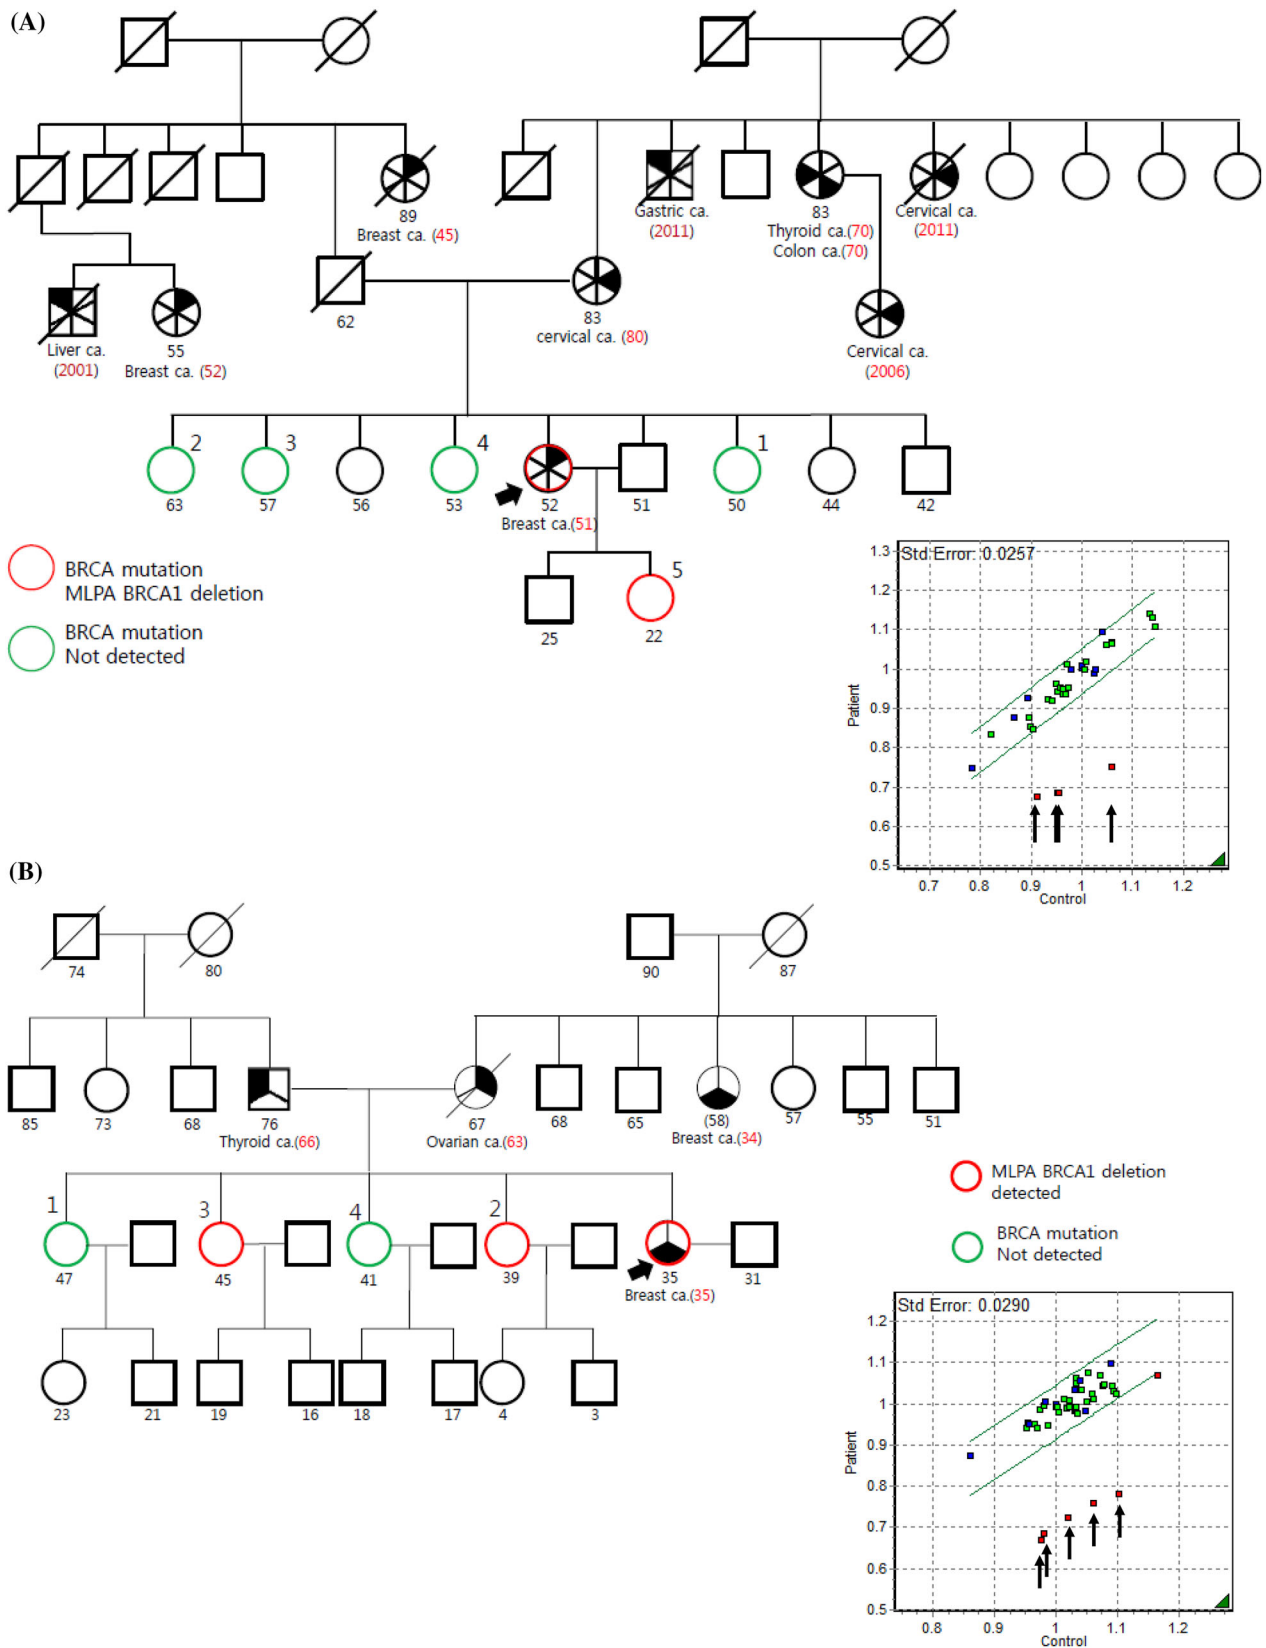 (A)
89
Breast ca. (45)
Gastric ca.
(2011)
83
Thyroid ca.(70)
Colon ca.(70)
Cervical ca.
(2011)
Liver ca.
(2001)
55
Breast ca. (52)
62
83
cervical ca. (80)
Cervical ca.
(2006)
2 3 4 1
63 57 56 53 52 51 50 44 42
Breast ca.(51)
5
25 22
BRCA mutation
MLPA BRCA1 deletion
BRCA mutation
Not detected
Std Error: 0.0257
1.3
1.2
1.1
1
0.9
0.8
0.7
0.6
0.5
Patient
0.7 0.8 0.9 1 1.1 1.2
Control
(B)
74 80 90 87
85 73 68 76 67 68 65 (58) 57 55 51
Thyroid ca.(66) Ovarian ca.(63) Breast ca.(34)
1 3 4 2
47 45 41 39 35 31
Breast ca.(35)
23 21 19 16 18 17 4 3
MLPA BRCA1 deletion
detected
BRCA mutation
Not detected
Std Error: 0.0290
1.2
1.1
1
0.9
0.8
0.7
0.6
0.5
Patient
0.8 0.9 1 1.1 1.2
Control